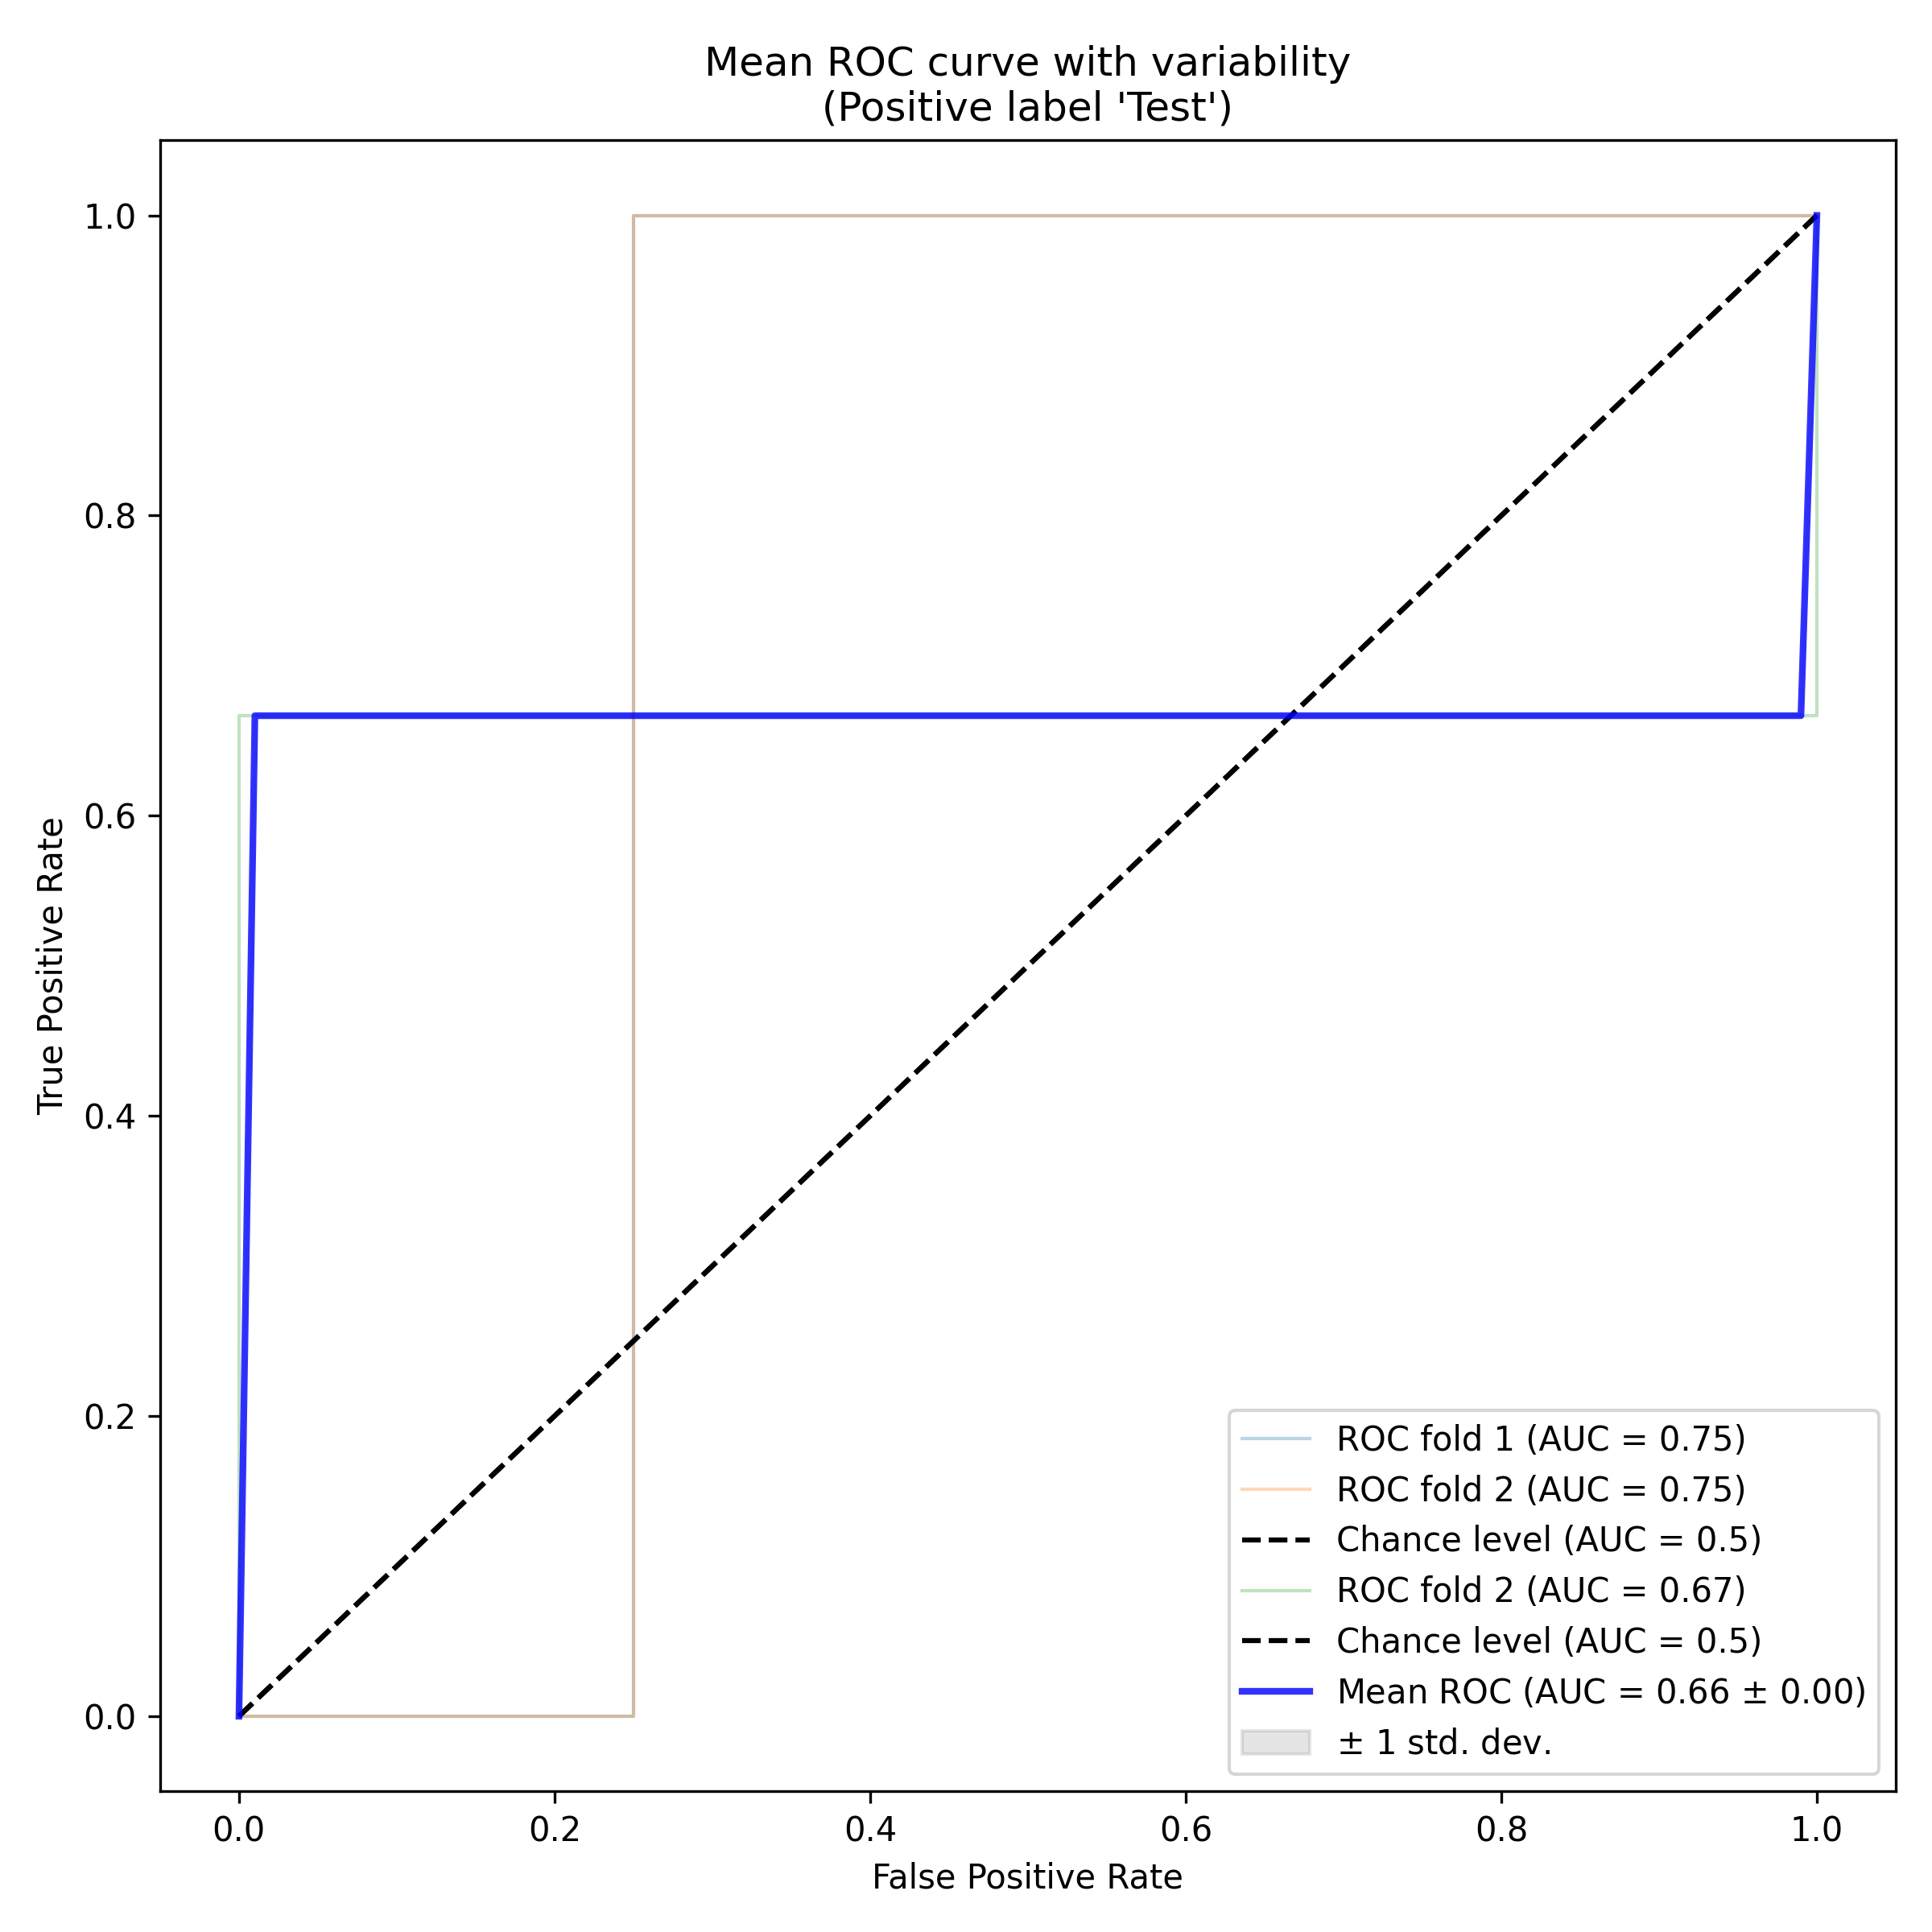 Mean ROC curve with variability
(Positive label 'Test')
True Positive Rate
1.0
0.8
0.6
0.4
0.2
0.0
0.0 0.2 0.4 0.6 0.8 1.0
False Positive Rate
ROC fold 1 (AUC = 0.75)
ROC fold 2 (AUC = 0.75)
Chance level (AUC = 0.5)
ROC fold 2 (AUC = 0.67)
Chance level (AUC = 0.5)
Mean ROC (AUC = 0.66 ± 0.00)
± 1 std. dev.